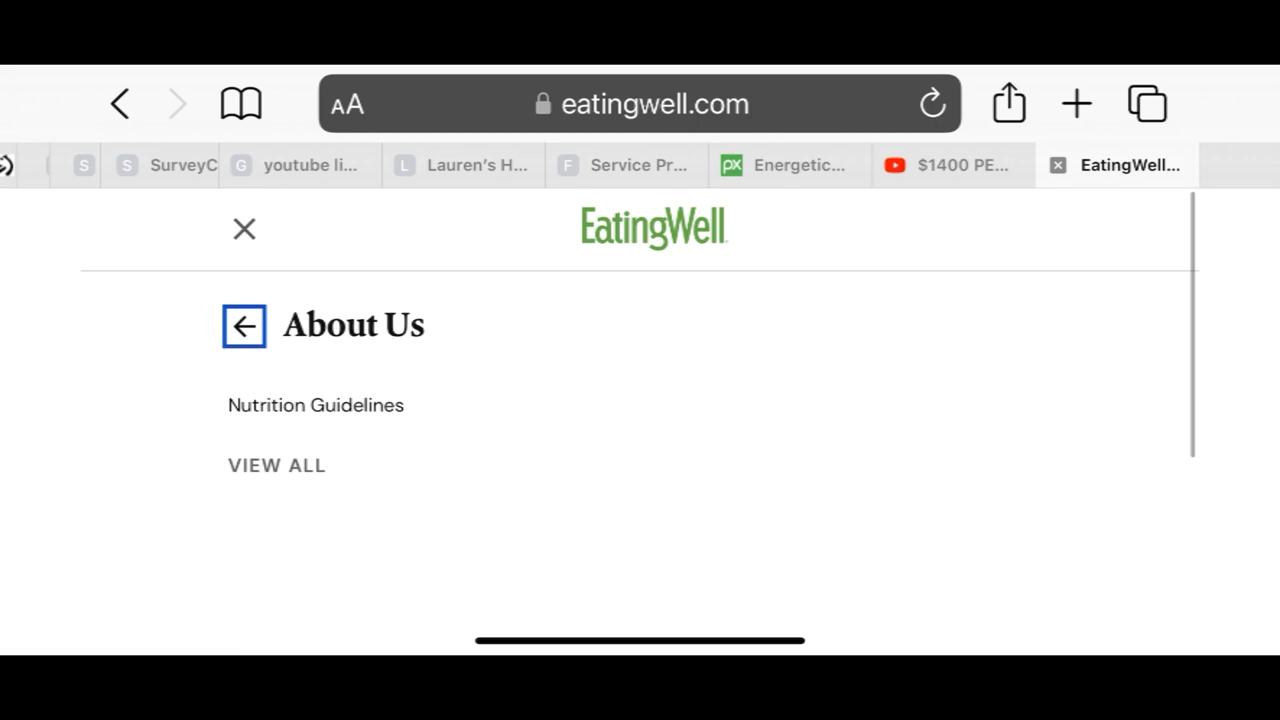 AA eatingwell.com
S S SurveyC G youtube li... L Lauren's H... F Service Pr... px Energetic... $1400 PE... EatingWell...
EatingWell
About Us
Nutrition Guidelines
VIEW ALL